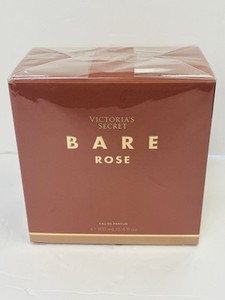 VICTORIA'S
SECRET
BARE
ROSE
EAU DE PARFUM